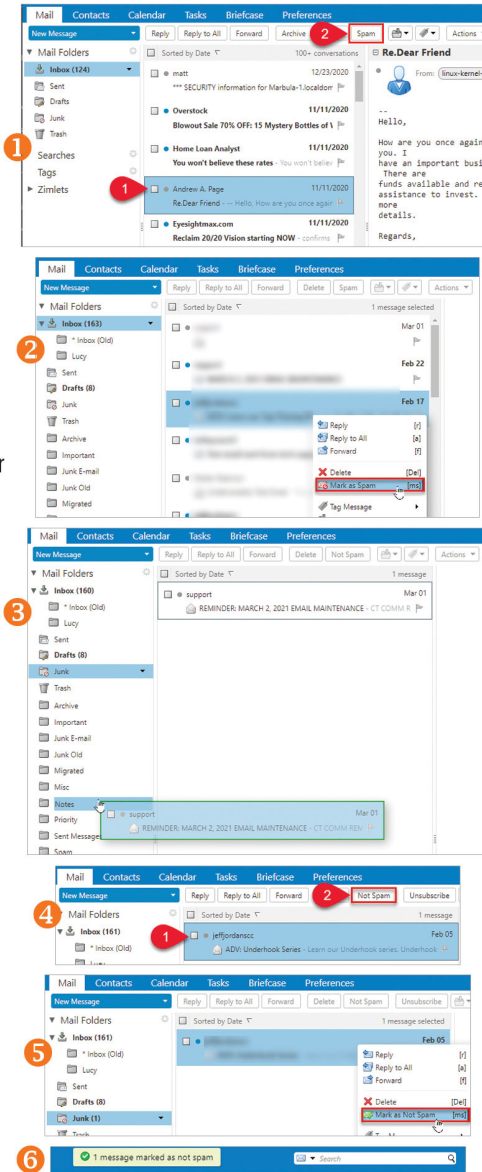 Mail Contacts Calendar Tasks Briefcase Preferences
New Message Reply Reply to All Forward Archive 2 Spam Actions
Mail Folders Sorted by Date 100+ conversations Re.Dear Friend
Inbox (124) matt 12/23/2020 From: linux-kernel-
Sent *** SECURITY information for Marbula-1.localdom
Drafts Overstock 11/11/2020
Junk Blowout Sale 70% OFF: 15 Mystery Bottles of
Trash
1
Searches Home Loan Analyst 11/11/2020
Tags You won't believe these rates - You won't believ
Zimlets
1 Andrew A. Page 11/11/2020
Re.Dear Friend - -- Hello, How are you once again
Eyesightmax.com 11/11/2020
Reclaim 20/20 Vision starting NOW - confirms
--
Hello,
How are you once again
you. I
have an important busi
There are
funds available and re
assistance to invest.
more
details.
Regards,
Mail Contacts Calendar Tasks Briefcase Preferences
New Message Reply Reply to All Forward Delete Spam Actions
Mail Folders Sorted by Date 1 message selected
Inbox (163) Mar 01
2
* Inbox (Old)
Lucy
Sent Feb 22
Drafts (8)
Junk Feb 17
Trash
Archive
Important
Junk E-mail
Junk Old
Migrated
Reply [r]
Reply to All [a]
Forward [f]
Delete [Del]
Mark as Spam [ms]
Tag Message
r
Mail Contacts Calendar Tasks Briefcase Preferences
New Message Reply Reply to All Forward Delete Not Spam Actions
Mail Folders Sorted by Date 1 message
Inbox (160) support Mar 01
3
* Inbox (Old) REMINDER: MARCH 2, 2021 EMAIL MAINTENANCE - CT COMM R
Lucy
Sent
Drafts (8)
Junk
Trash
Archive
Important
Junk E-mail
Junk Old
Migrated
Misc
Notes
Priority support Mar 01
Sent Messages REMINDER: MARCH 2, 2021 EMAIL MAINTENANCE - CT COMM REM
Spam
Mail Contacts Calendar Tasks Briefcase Preferences
New Message Reply Reply to All Forward 2 Not Spam Unsubscribe
4
Mail Folders Sorted by Date 1 message
Inbox (161) 1 jeffjordanscc Feb 05
* Inbox (Old) ADV: Underhook Series - Learn our Underhook series. Underhook
Lucy
Mail Contacts Calendar Tasks Briefcase Preferences
New Message Reply Reply to All Forward Delete Not Spam Unsubscribe
Mail Folders Sorted by Date 1 message selected
Inbox (161) Feb 05
5
* Inbox (Old)
Lucy
Sent
Drafts (8)
Junk (1)
Trash
Reply [r]
Reply to All [a]
Forward [f]
Delete [Del]
Mark as Not Spam [ms]
6
1 message marked as not spam Search